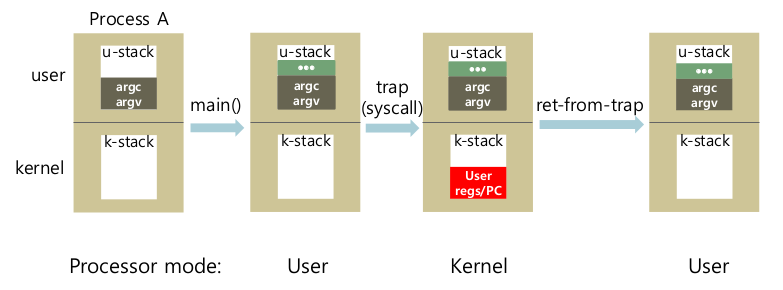 Process A
user
kernel
u-stack
argc
argv
k-stack
main()
u-stack
•••
argc
argv
k-stack
trap
(syscall)
u-stack
•••
argc
argv
k-stack
User
regs/PC
ret-from-trap
u-stack
•••
argc
argv
k-stack
Processor mode: User Kernel User